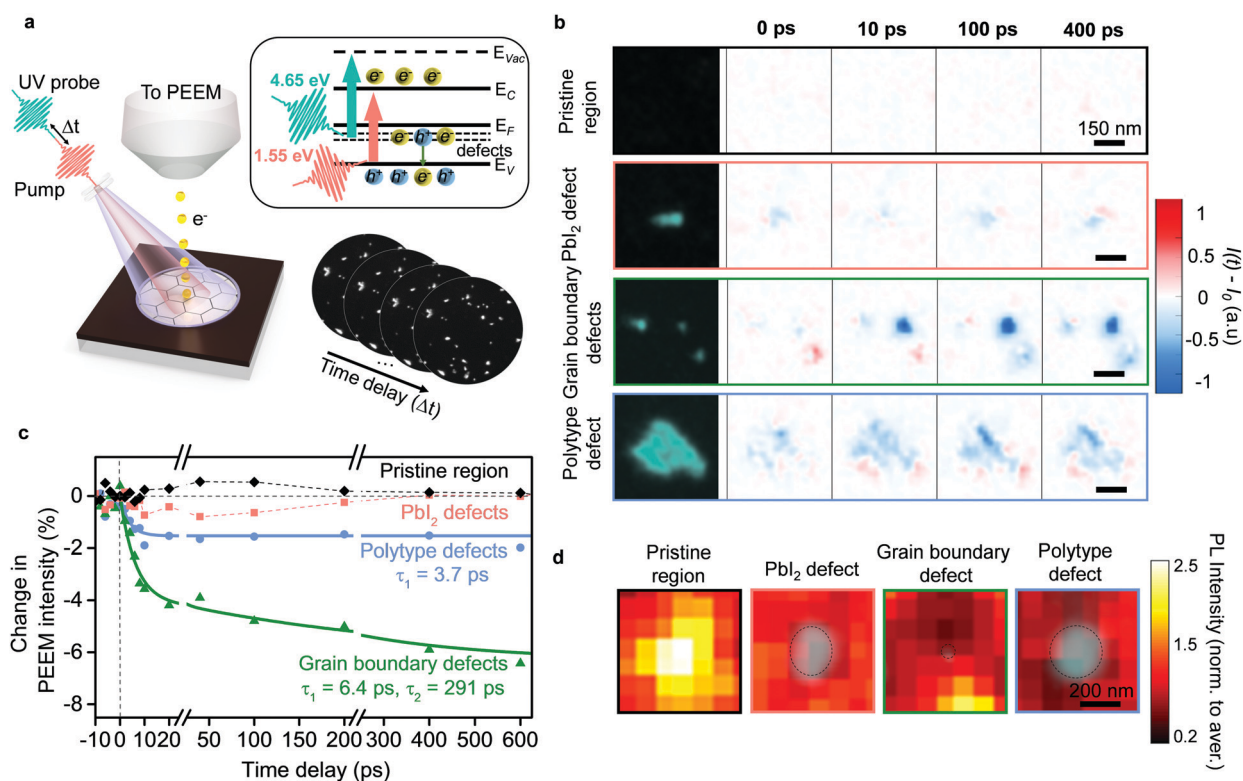 a
UV probe
Δt
Pump
To PEEM
e⁻
4.65 eV
1.55 eV
E_Vac
e⁻ e⁻ e⁻
E_C
E_F
e⁻ h⁺ e⁻
defects
E_V
h⁺ h⁺ e⁻ h⁺
...
Time delay (Δt)
b
0 ps 10 ps 100 ps 400 ps
Pristine
region
150 nm
PbI₂ defect
Grain boundary
defects
Polytype
defect
1
0.5
0
-0.5
-1
I(t) - I₀ (a.u)
c
Change in
PEEM intensity (%)
0
-2
-4
-6
-8
Pristine region
PbI₂ defects
Polytype defects
τ₁ = 3.7 ps
Grain boundary defects
τ₁ = 6.4 ps, τ₂ = 291 ps
-10 0 10 20 50 100 150 200 300 400 500 600
Time delay (ps)
d
Pristine
region
PbI₂ defect
Grain boundary
defect
Polytype
defect
200 nm
2.5
1.5
0.2
PL Intensity (norm. to aver.)